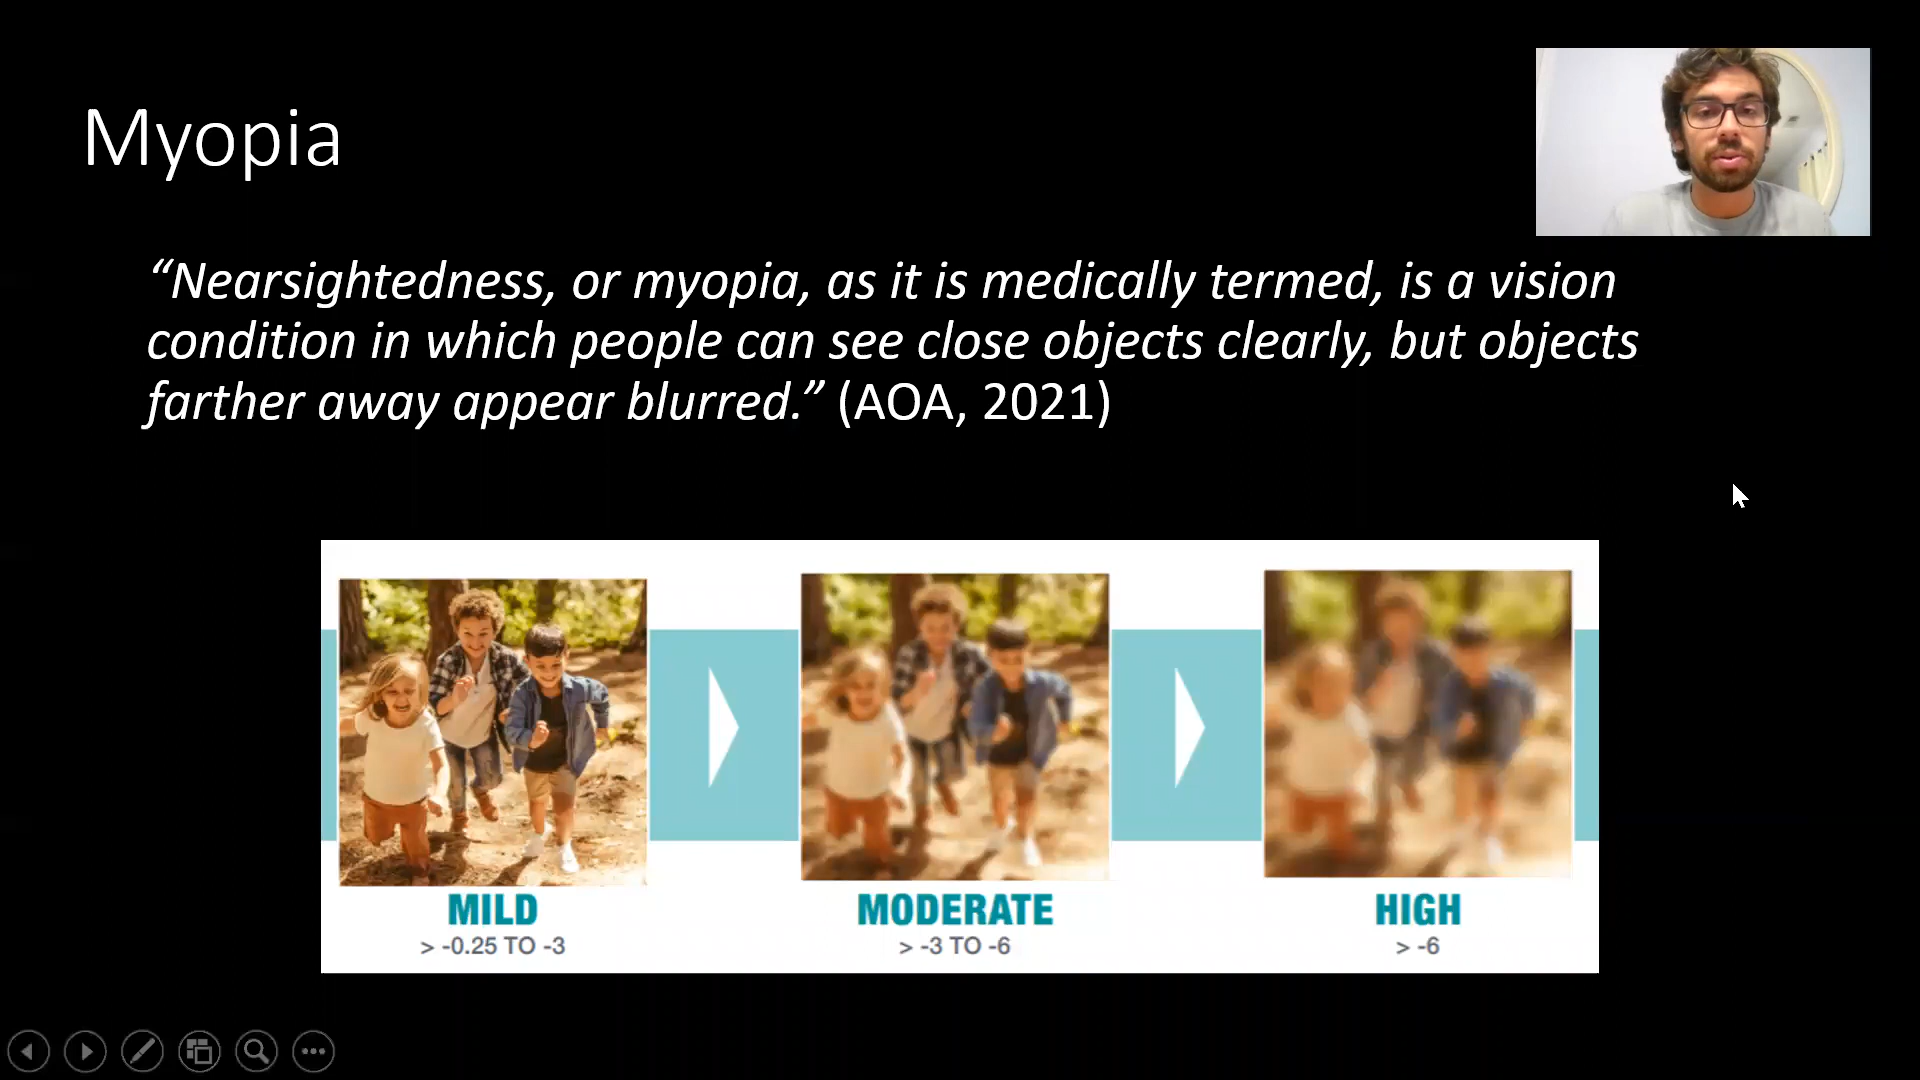 Myopia
“Nearsightedness, or myopia, as it is medically termed, is a vision
condition in which people can see close objects clearly, but objects
farther away appear blurred.” (AOA, 2021)
MILD
> -0.25 TO -3
MODERATE
> -3 TO -6
HIGH
> -6